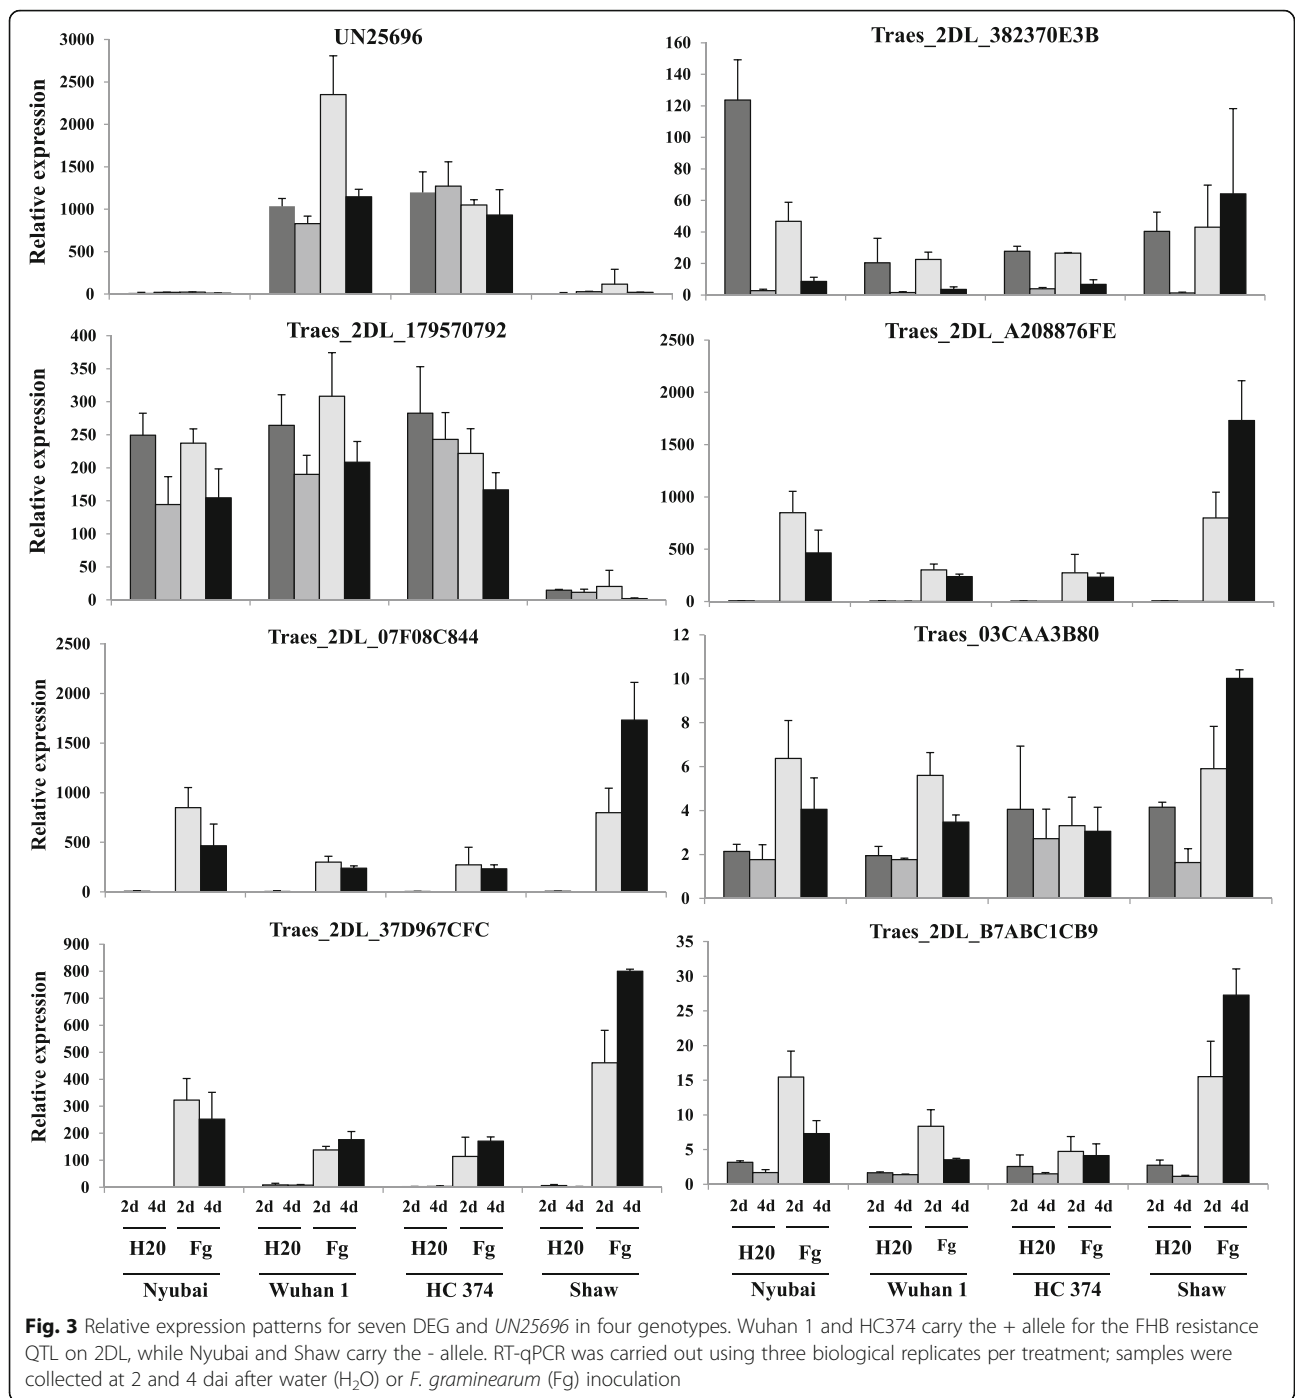 UN25696
3000
2500
2000
1500
1000
500
0
Relative expression
Traes_2DL_382370E3B
160
140
120
100
80
60
40
20
0
Traes_2DL_179570792
400
350
300
250
200
150
100
50
0
Relative expression
Traes_2DL_A208876FE
2500
2000
1500
1000
500
0
Traes_2DL_07F08C844
2500
2000
1500
1000
500
0
Relative expression
Traes_03CAA3B80
12
10
8
6
4
2
0
Traes_2DL_37D967CFC
900
800
700
600
500
400
300
200
100
0
Relative expression
2d 4d 2d 4d 2d 4d 2d 4d 2d 4d 2d 4d 2d 4d 2d 4d
H20 Fg H20 Fg H20 Fg H20 Fg
Nyubai Wuhan 1 HC 374 Shaw
Traes_2DL_B7ABC1CB9
35
30
25
20
15
10
5
0
2d 4d 2d 4d 2d 4d 2d 4d 2d 4d 2d 4d 2d 4d 2d 4d
H20 Fg H20 Fg H20 Fg H20 Fg
Nyubai Wuhan 1 HC 374 Shaw
Fig. 3 Relative expression patterns for seven DEG and UN25696 in four genotypes. Wuhan 1 and HC374 carry the + allele for the FHB resistance
QTL on 2DL, while Nyubai and Shaw carry the - allele. RT-qPCR was carried out using three biological replicates per treatment; samples were
collected at 2 and 4 dai after water (H₂O) or F. graminearum (Fg) inoculation